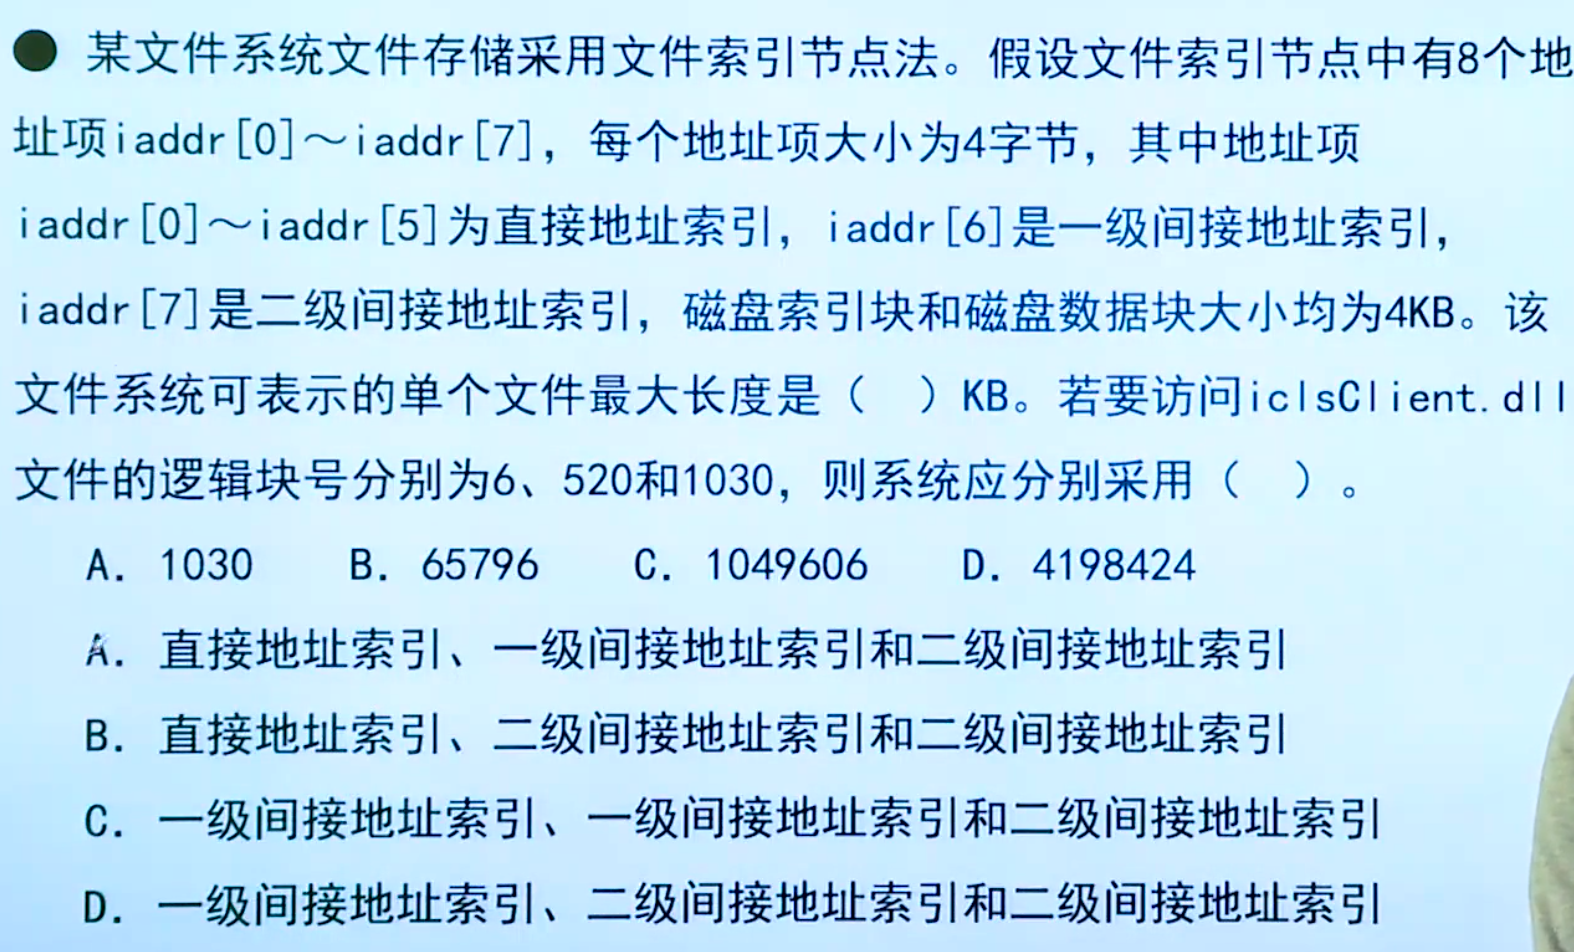 ● 某文件系统文件存储采用文件索引节点法。假设文件索引节点中有8个地
址项iaddr[0]～iaddr[7]，每个地址项大小为4字节，其中地址项
iaddr[0]～iaddr[5]为直接地址索引，iaddr[6]是一级间接地址索引，
iaddr[7]是二级间接地址索引，磁盘索引块和磁盘数据块大小均为4KB。该
文件系统可表示的单个文件最大长度是（ ）KB。若要访问iclsClient.dll
文件的逻辑块号分别为6、520和1030，则系统应分别采用（ ）。
A. 1030 B. 65796 C. 1049606 D. 4198424
A. 直接地址索引、一级间接地址索引和二级间接地址索引
B. 直接地址索引、二级间接地址索引和二级间接地址索引
C. 一级间接地址索引、一级间接地址索引和二级间接地址索引
D. 一级间接地址索引、二级间接地址索引和二级间接地址索引